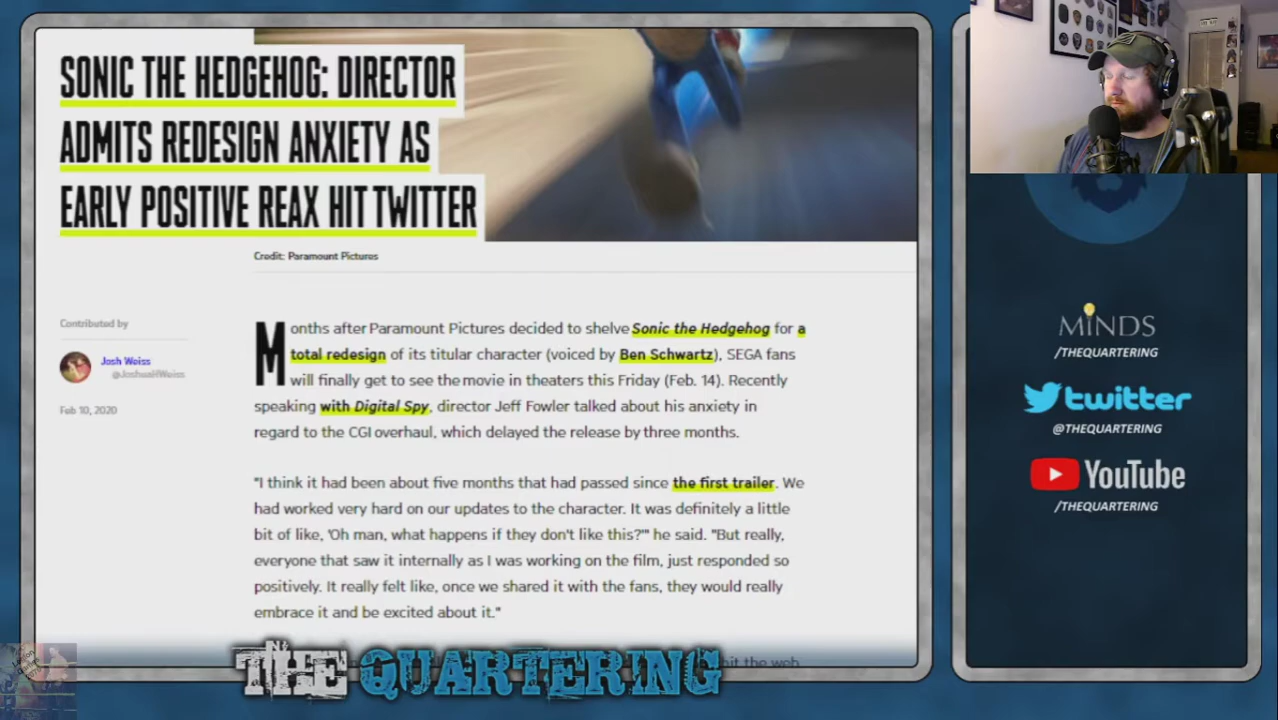 SONIC THE HEDGEHOG: DIRECTOR
ADMITS REDESIGN ANXIETY AS
EARLY POSITIVE REAX HIT TWITTER
Credit: Paramount Pictures
Contributed by
Josh Weiss
@JoshuaHWeiss
Feb 10, 2020
Months after Paramount Pictures decided to shelve Sonic the Hedgehog for a
total redesign of its titular character (voiced by Ben Schwartz), SEGA fans
will finally get to see the movie in theaters this Friday (Feb. 14). Recently
speaking with Digital Spy, director Jeff Fowler talked about his anxiety in
regard to the CGI overhaul, which delayed the release by three months.
"I think it had been about five months that had passed since the first trailer. We
had worked very hard on our updates to the character. It was definitely a little
bit of like, 'Oh man, what happens if they don't like this?'" he said. "But really,
everyone that saw it internally as I was working on the film, just responded so
positively. It really felt like, once we shared it with the fans, they would really
embrace it and be excited about it."
hit the web
THE QUARTERING
MINDS
/THEQUARTERING
twitter
@THEQUARTERING
YouTube
/THEQUARTERING